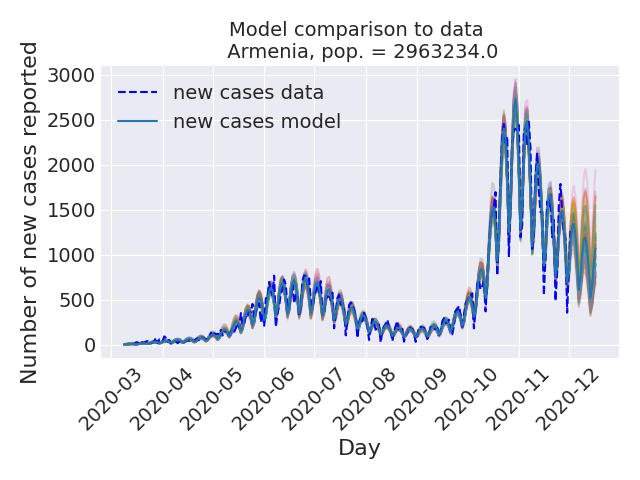 Model comparison to data
Armenia, pop. = 2963234.0
new cases data
new cases model
Number of new cases reported
3000
2500
2000
1500
1000
500
0
2020-03
2020-04
2020-05
2020-06
2020-07
2020-08
2020-09
2020-10
2020-11
2020-12
Day